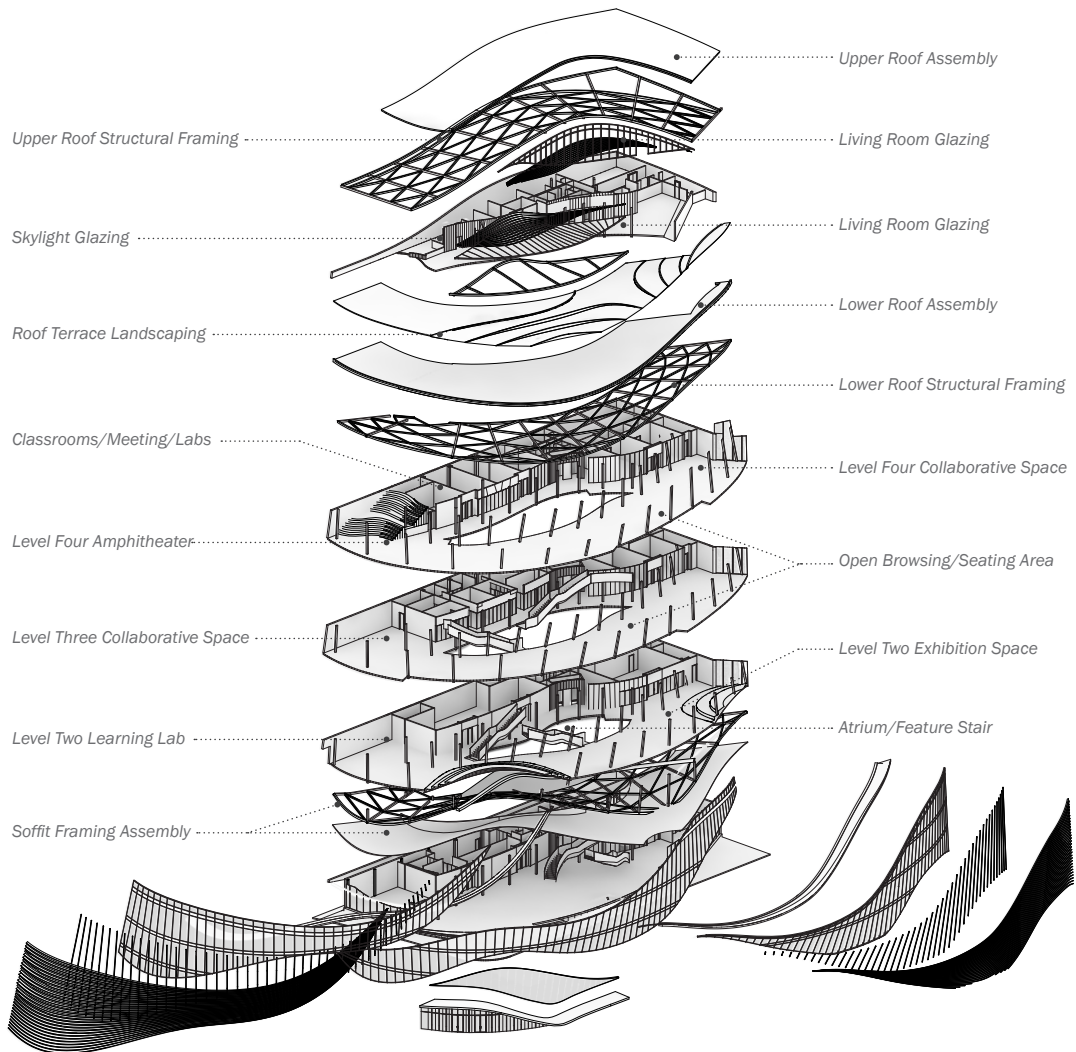 Upper Roof Assembly
Upper Roof Structural Framing
Living Room Glazing
Skylight Glazing
Living Room Glazing
Lower Roof Assembly
Roof Terrace Landscaping
Lower Roof Structural Framing
Classrooms/Meeting/Labs
Level Four Collaborative Space
Level Four Amphitheater
Open Browsing/Seating Area
Level Three Collaborative Space
Level Two Exhibition Space
Level Two Learning Lab
Atrium/Feature Stair
Soffit Framing Assembly